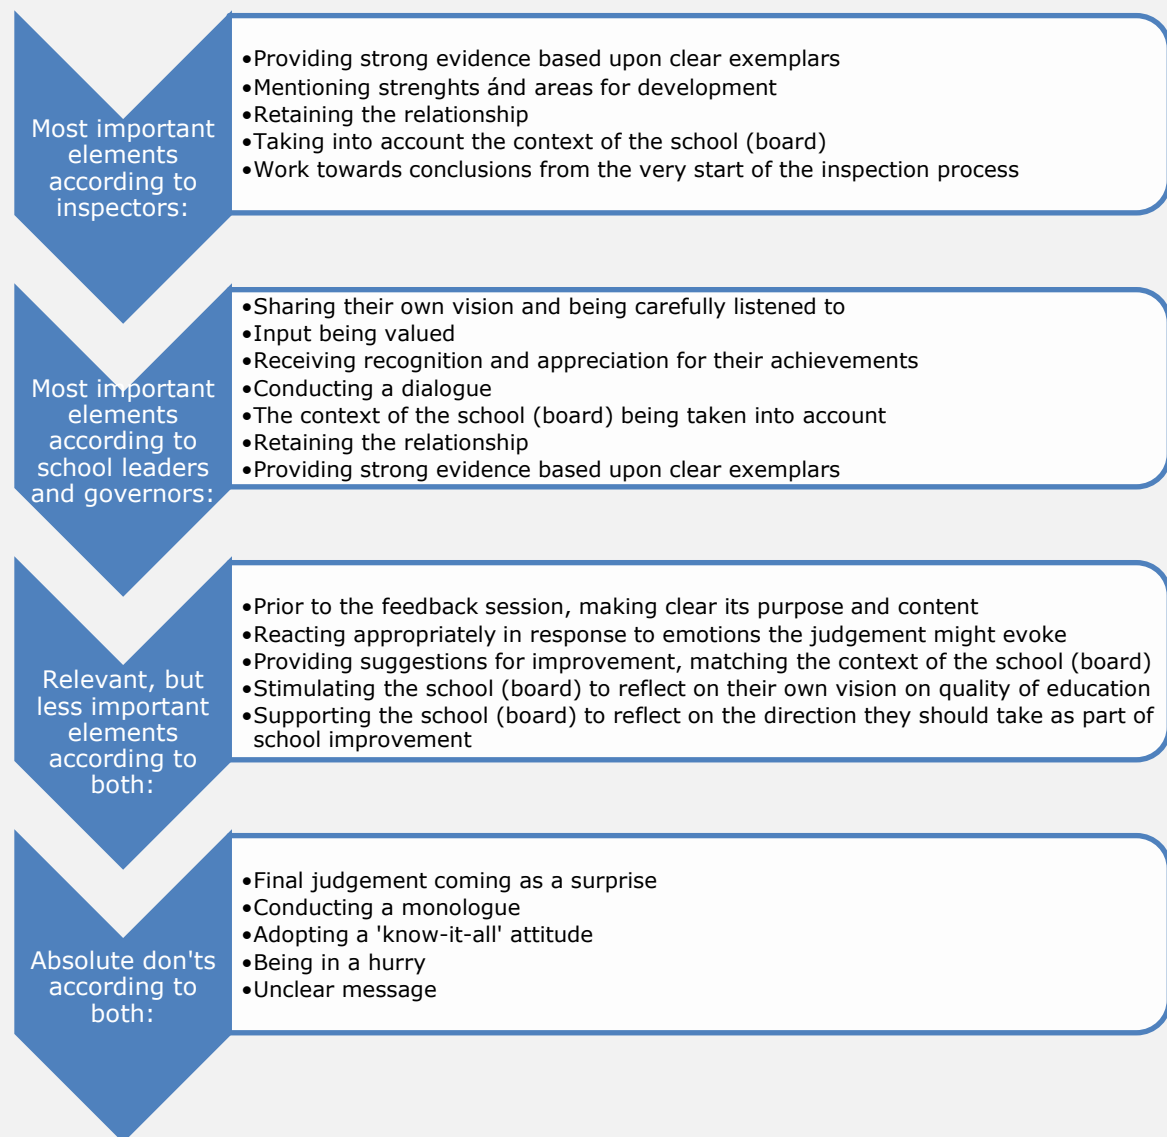 Most important
elements
according to
inspectors:
•Providing strong evidence based upon clear exemplars
•Mentioning strenghts ánd areas for development
•Retaining the relationship
•Taking into account the context of the school (board)
•Work towards conclusions from the very start of the inspection process
Most important
elements
according to
school leaders
and governors:
•Sharing their own vision and being carefully listened to
•Input being valued
•Receiving recognition and appreciation for their achievements
•Conducting a dialogue
•The context of the school (board) being taken into account
•Retaining the relationship
•Providing strong evidence based upon clear exemplars
Relevant, but
less important
elements
according to
both:
•Prior to the feedback session, making clear its purpose and content
•Reacting appropriately in response to emotions the judgement might evoke
•Providing suggestions for improvement, matching the context of the school (board)
•Stimulating the school (board) to reflect on their own vision on quality of education
•Supporting the school (board) to reflect on the direction they should take as part of
school improvement
Absolute don'ts
according to
both:
•Final judgement coming as a surprise
•Conducting a monologue
•Adopting a 'know-it-all' attitude
•Being in a hurry
•Unclear message